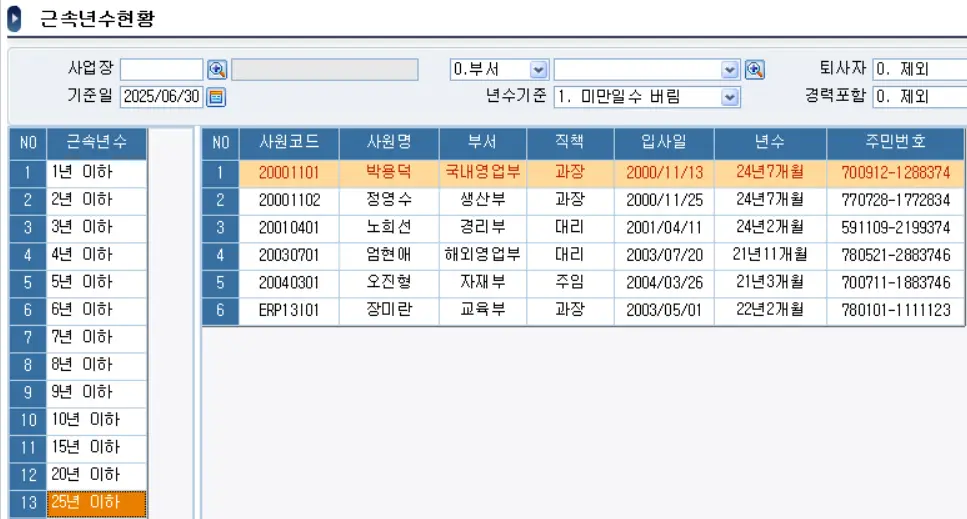 근속년수현황
사업장 0.부서 퇴사자 0. 제외
기준일 2025/06/30 년수기준 1. 미만일수 버림 경력포함 0. 제외
NO 근속년수
1 1년 이하
2 2년 이하
3 3년 이하
4 4년 이하
5 5년 이하
6 6년 이하
7 7년 이하
8 8년 이하
9 9년 이하
10 10년 이하
11 15년 이하
12 20년 이하
13 25년 이하
NO 사원코드 사원명 부서 직책 입사일 년수 주민번호
1 20001101 박용덕 국내영업부 과장 2000/11/13 24년7개월 700912-1288374
2 20001102 정영수 생산부 과장 2000/11/25 24년7개월 770728-1772834
3 20010401 노희선 경리부 대리 2001/04/11 24년2개월 591109-2199374
4 20030701 엄현애 해외영업부 대리 2003/07/20 21년11개월 780521-2883746
5 20040301 오진형 자재부 주임 2004/03/26 21년3개월 700711-1883746
6 ERP13I01 장미란 교육부 과장 2003/05/01 22년2개월 780101-1111123